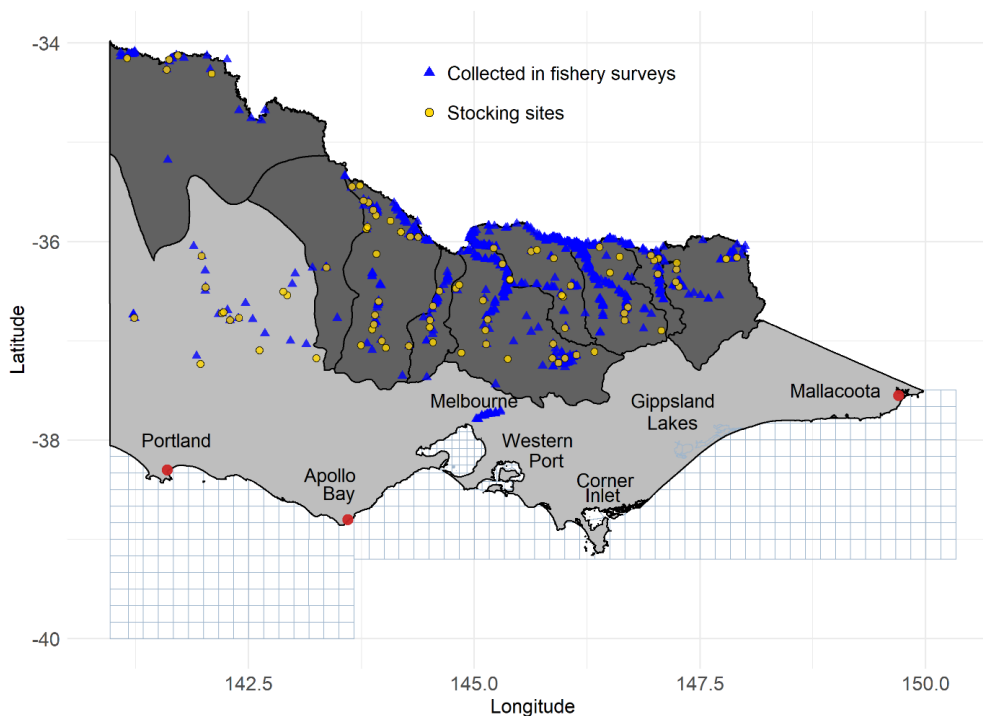 -34
Collected in fishery surveys
Stocking sites
-36
Latitude
Melbourne
Mallacoota
Gippsland
Lakes
-38
Portland
Western
Port
Apollo
Bay
Corner
Inlet
-40
142.5
145.0
147.5
150.0
Longitude